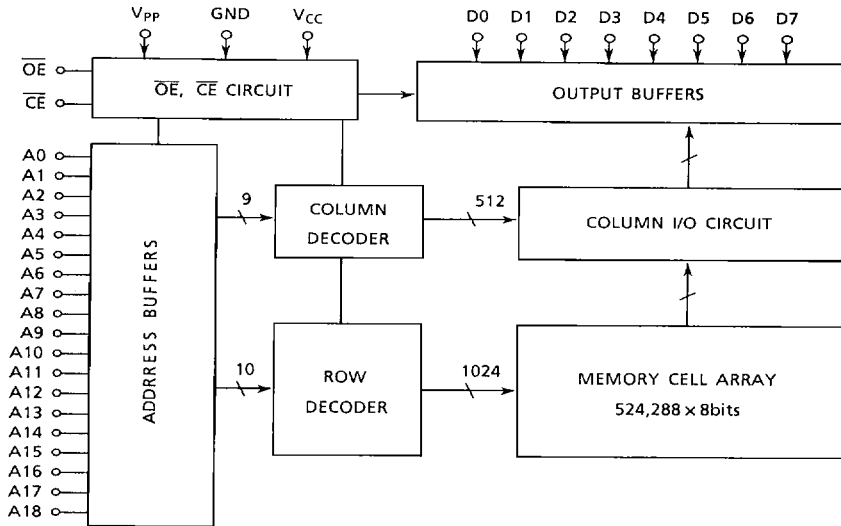 VPP GND VCC D0 D1 D2 D3 D4 D5 D6 D7
OE
CE
OE, CE CIRCUIT
OUTPUT BUFFERS
A0
A1
A2
A3
A4
A5
A6
A7
A8
A9
A10
A11
A12
A13
A14
A15
A16
A17
A18
ADDRRESS BUFFERS
9
COLUMN
DECODER
512
COLUMN I/O CIRCUIT
10
ROW
DECODER
1024
MEMORY CELL ARRAY
524,288 × 8bits